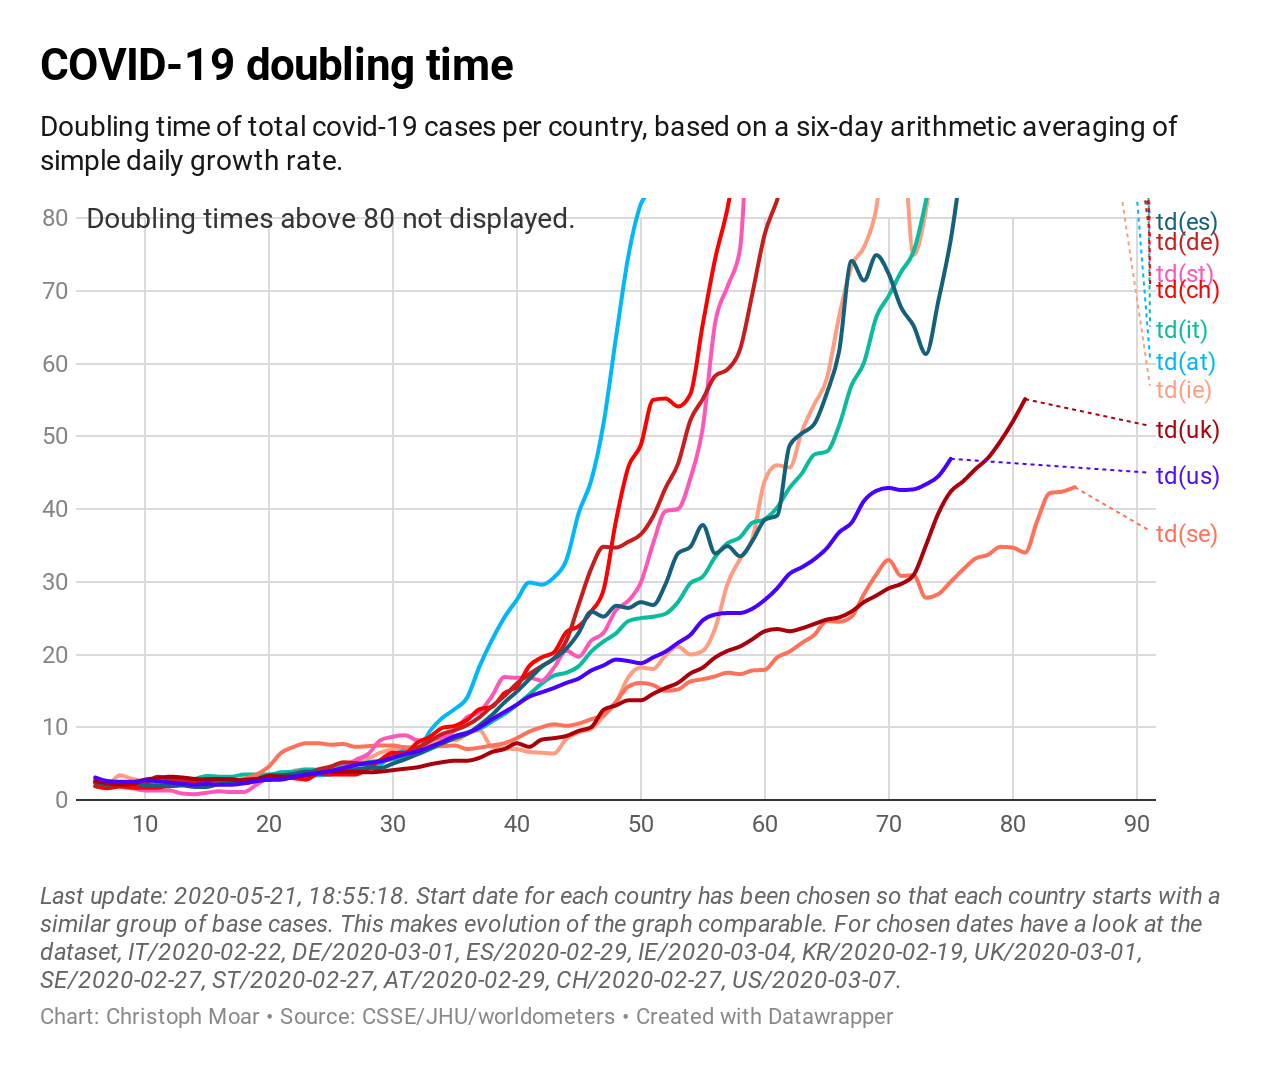 COVID-19 doubling time
Doubling time of total covid-19 cases per country, based on a six-day arithmetic averaging of
simple daily growth rate.
Doubling times above 80 not displayed.
80
70
60
50
40
30
20
10
0
10 20 30 40 50 60 70 80 90
td(es)
td(de)
td(st)
td(ch)
td(it)
td(at)
td(ie)
td(uk)
td(us)
td(se)
Last update: 2020-05-21, 18:55:18. Start date for each country has been chosen so that each country starts with a
similar group of base cases. This makes evolution of the graph comparable. For chosen dates have a look at the
dataset, IT/2020-02-22, DE/2020-03-01, ES/2020-02-29, IE/2020-03-04, KR/2020-02-19, UK/2020-03-01,
SE/2020-02-27, ST/2020-02-27, AT/2020-02-29, CH/2020-02-27, US/2020-03-07.
Chart: Christoph Moar • Source: CSSE/JHU/worldometers • Created with Datawrapper